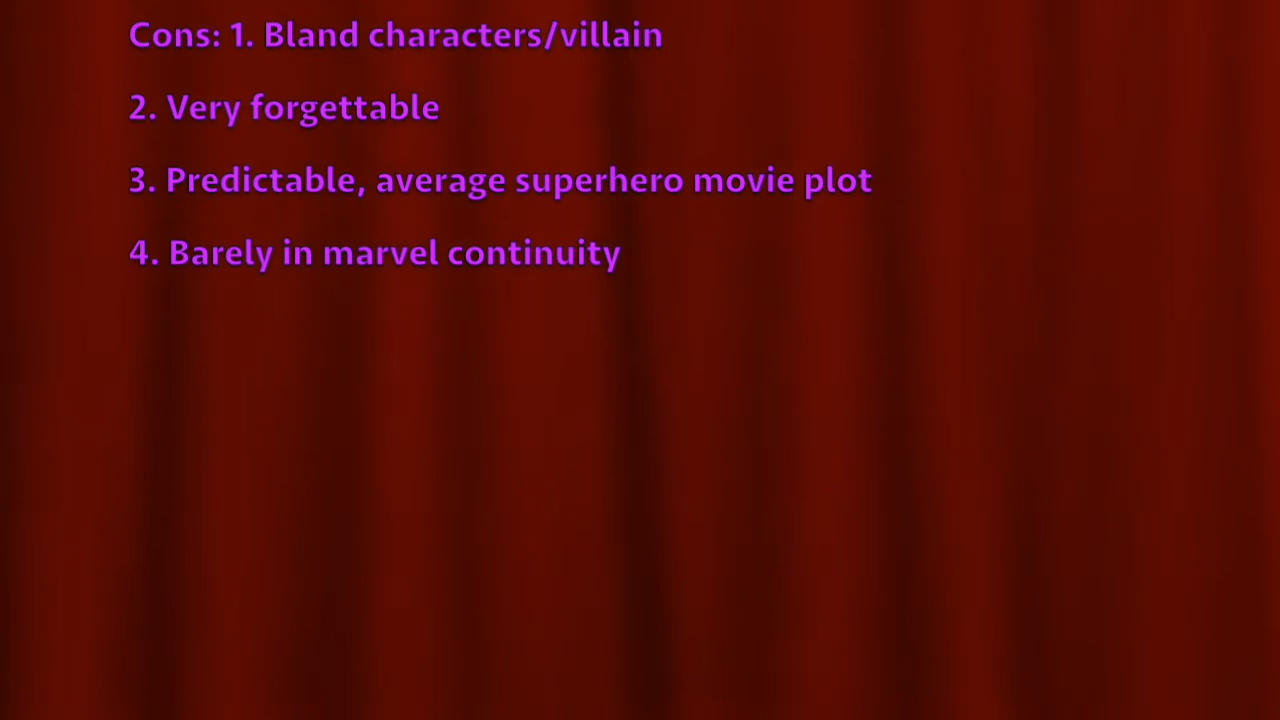 Cons: 1. Bland characters/villain
2. Very forgettable
3. Predictable, average superhero movie plot
4. Barely in marvel continuity